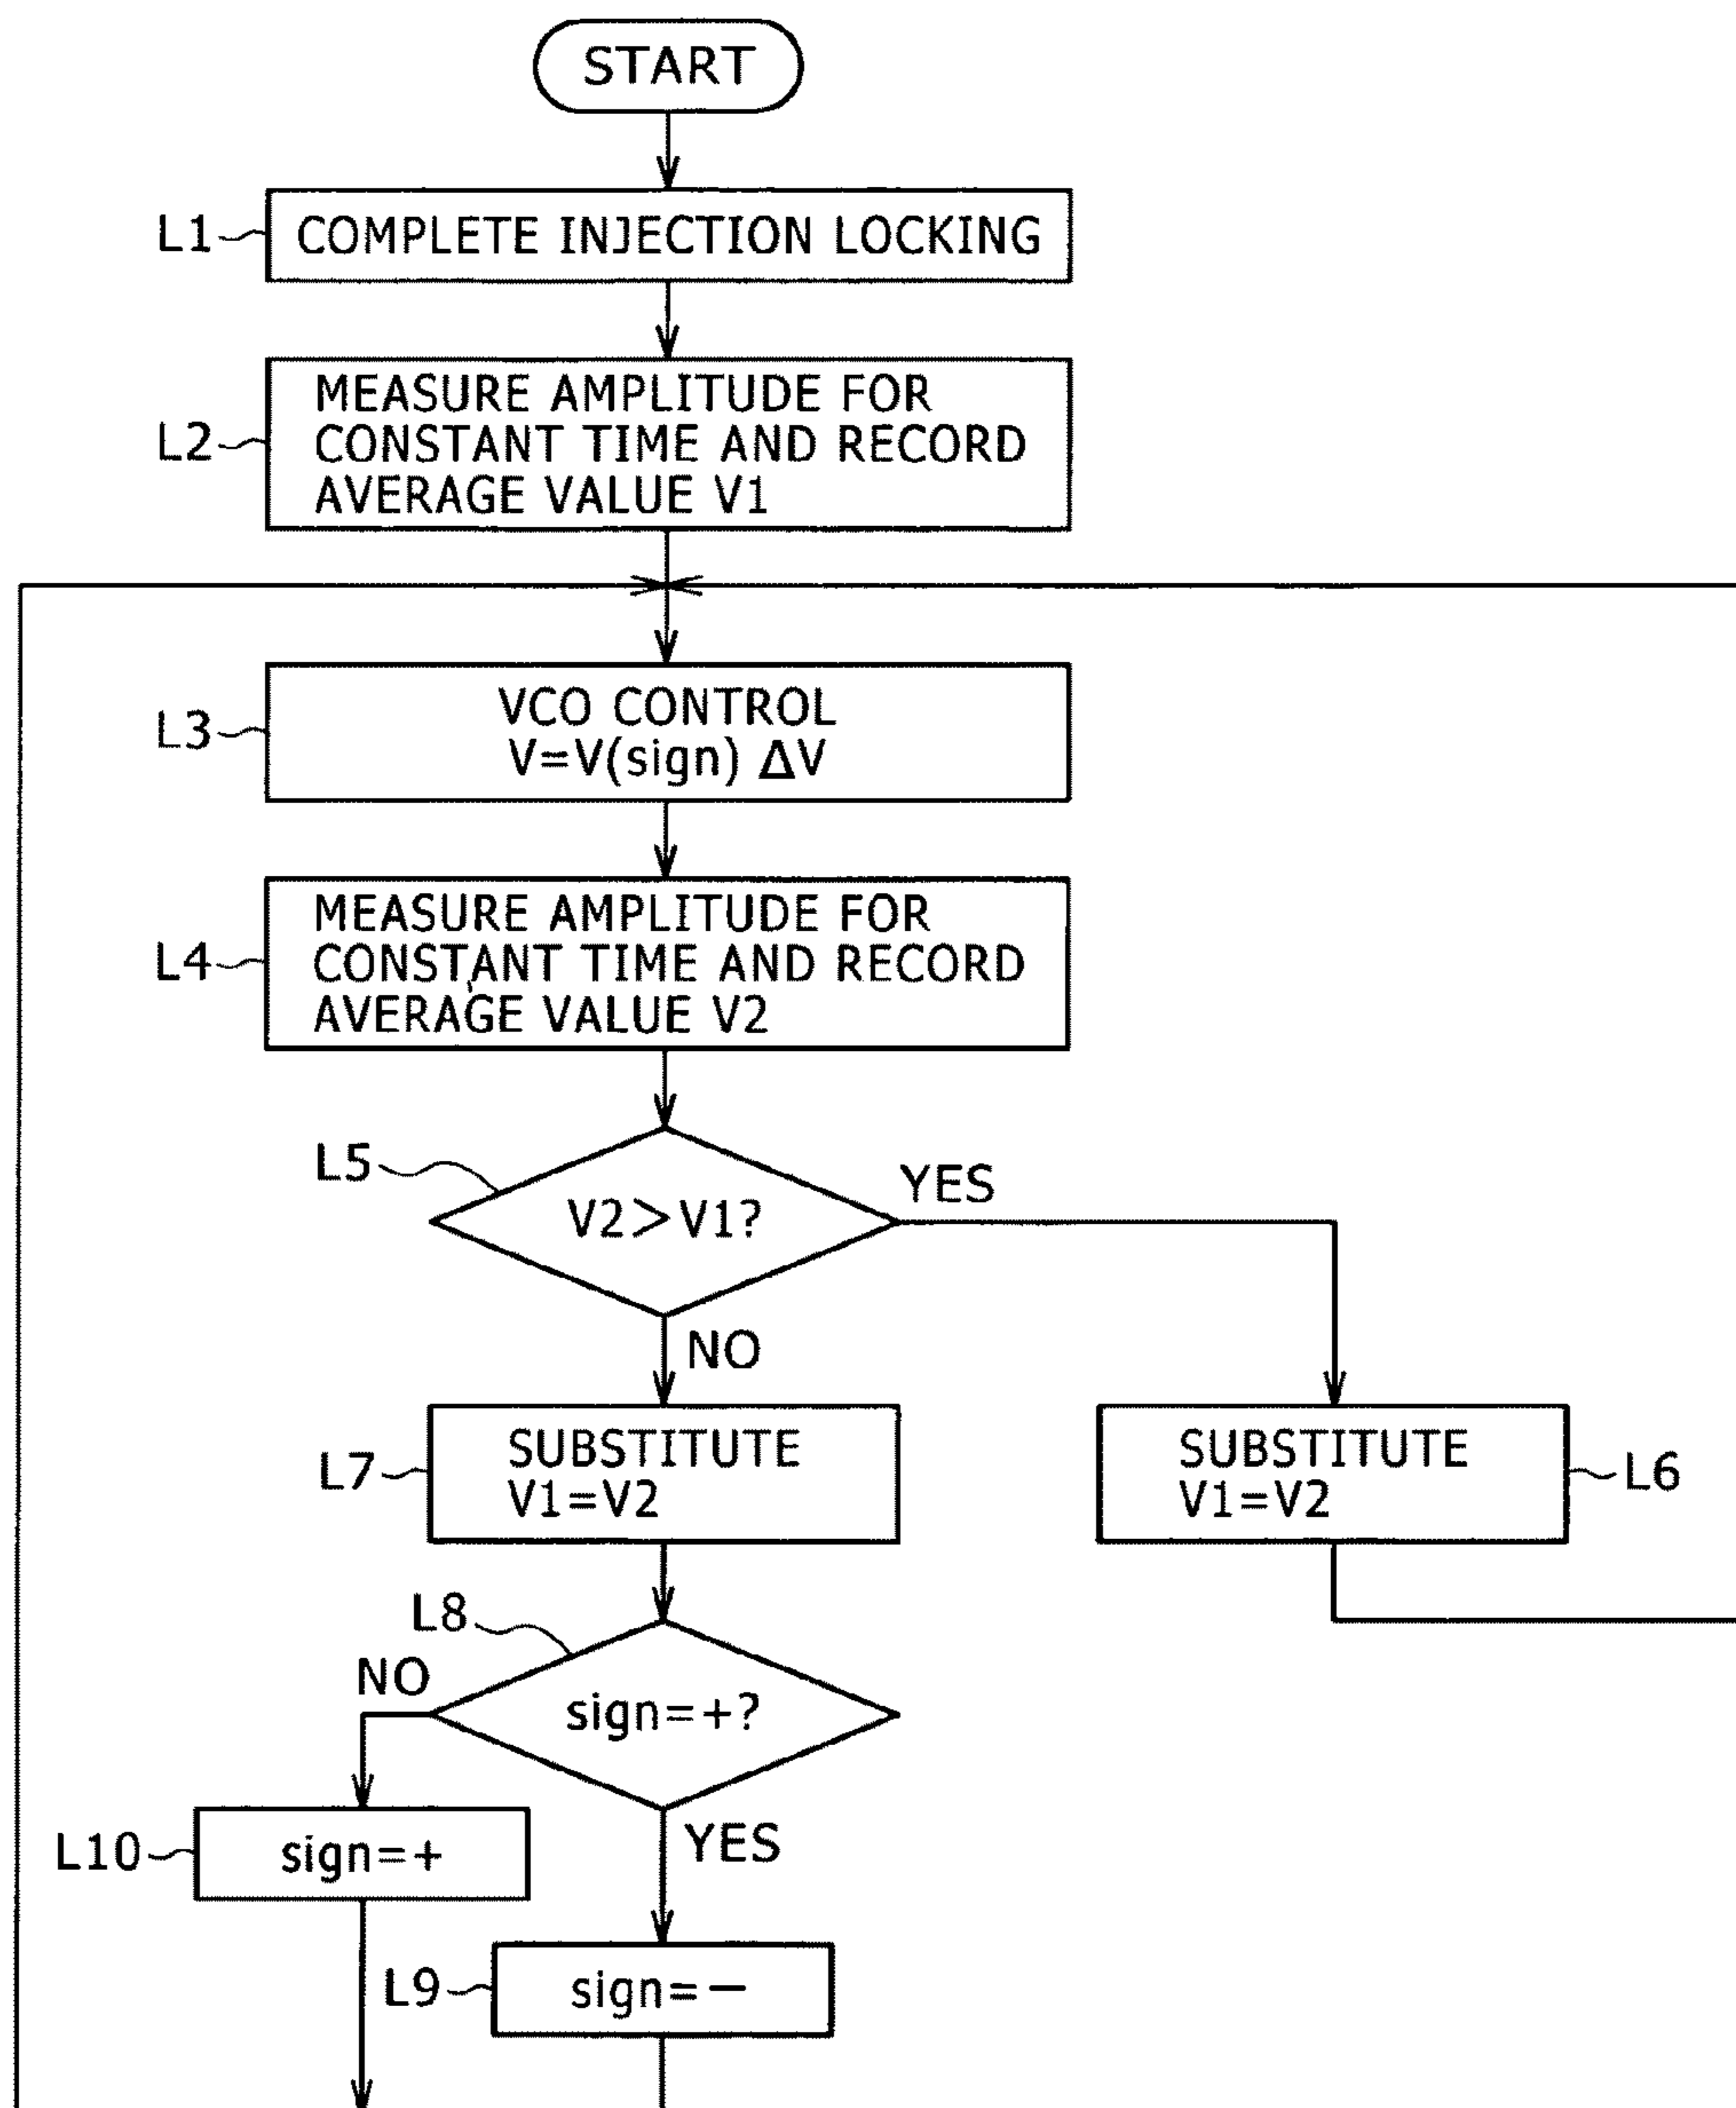 START
L1
COMPLETE INJECTION LOCKING
L2
MEASURE AMPLITUDE FOR
CONSTANT TIME AND RECORD
AVERAGE VALUE V1
L3
VCO CONTROL
V=V(sign) ΔV
L4
MEASURE AMPLITUDE FOR
CONSTANT TIME AND RECORD
AVERAGE VALUE V2
L5
V2>V1?
YES
NO
L7
SUBSTITUTE
V1=V2
SUBSTITUTE
V1=V2
L6
L8
NO
sign=+?
YES
L10
sign=+
L9
sign=−